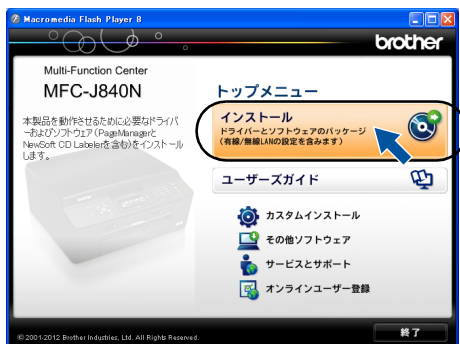 Macromedia Flash Player 8
brother
Multi-Function Center
MFC-J840N
本製品を動作させるために必要なドライバ
ーおよびソフトウェア(PageManagerと
NewSoft CD Labelerを含む)をインストール
します。
トップメニュー
インストール
ドライバーとソフトウェアのパッケージ
(有線/無線LANの設定を含みます)
ユーザーズガイド
カスタムインストール
その他ソフトウェア
サービスとサポート
オンラインユーザー登録
© 2001-2012 Brother Industries, Ltd. All Rights Reserved.
終了